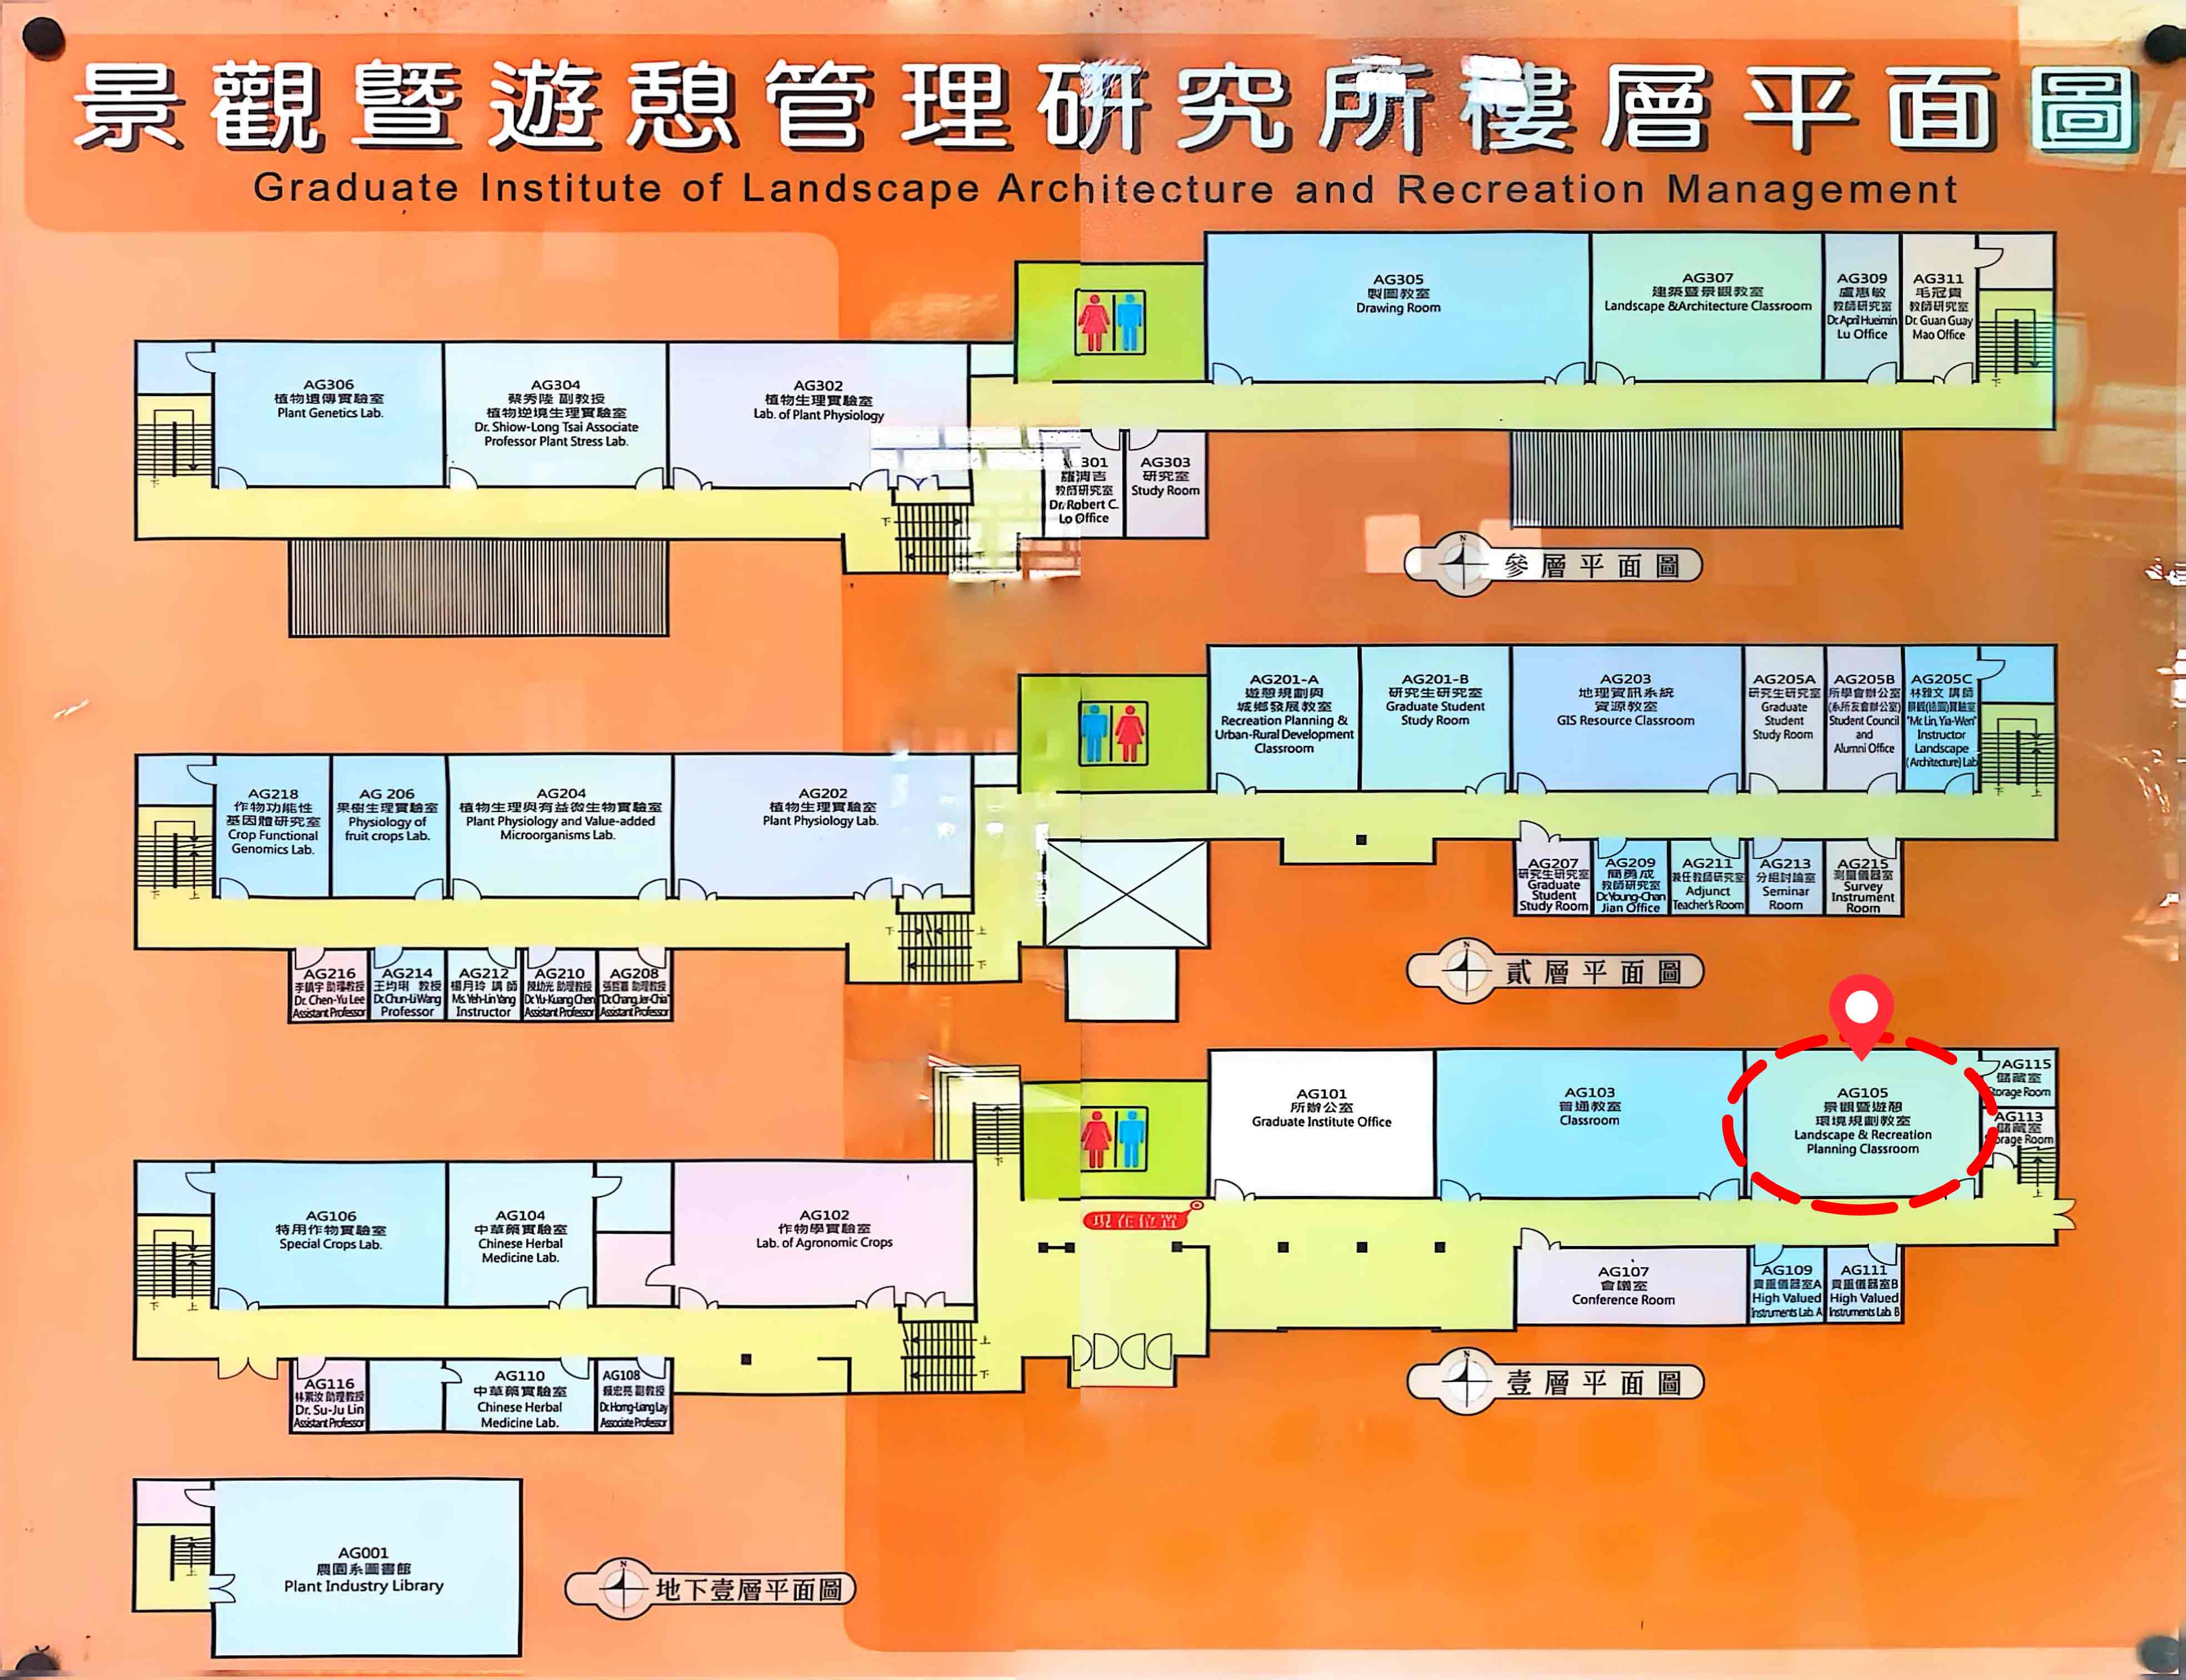 景觀暨遊憩管理研究所樓層平面圖
Graduate Institute of Landscape Architecture and Recreation Management
AG305
製圖教室
Drawing Room
AG307
建築暨景觀教室
Landscape &Architecture Classroom
AG309
盧惠敏
教師研究室
Dr. April Hueimin
Lu Office
AG311
毛冠貴
教師研究室
Dr. Guan Guay
Mao Office
下
AG306
植物遺傳實驗室
Plant Genetics Lab.
AG304
蔡秀隆 副教授
植物逆境生理實驗室
Dr. Shiow-Long Tsai Associate
Professor Plant Stress Lab.
AG302
植物生理實驗室
Lab. of Plant Physiology
下
下
301
教師研究室
Dr. Robert C.
Lo Office
AG303
研究室
Study Room
N
參層平面圖
AG201-A
遊憩規劃與
城鄉發展教室
Recreation Planning &
Urban-Rural Development
Classroom
AG201-B
研究生研究室
Graduate Student
Study Room
AG203
地理資訊系統
資源教室
GIS Resource Classroom
AG205A
研究生研究室
Graduate
Student
Study Room
AG205B
所學會辦公室
(系所友會辦公室)
Student Council
and
Alumni Office
AG205C
林雅文 講師
景觀(造園)實驗室
"Mr. Lin, Yia-Wen"
Instructor
Landscape
(Architecture) Lab
下 上
AG218
作物功能性
基因體研究室
Crop Functional
Genomics Lab.
AG 206
果樹生理實驗室
Physiology of
fruit crops Lab.
AG204
植物生理與有益微生物實驗室
Plant Physiology and Value-added
Microorganisms Lab.
AG202
植物生理實驗室
Plant Physiology Lab.
下 上
下 上
下
AG207
研究生研究室
Graduate
Student
Study Room
AG209
簡勇成
教師研究室
Dr. Young-Chan
Jian Office
AG211
兼任教師研究室
Adjunct
Teacher's Room
AG213
分組討論室
Seminar
Room
AG215
測量儀器室
Survey
Instrument
Room
AG216
李鎮宇 助理教授
Dr. Chen-Yu Lee
Assistant Professor
AG214
王均琍 教授
Dr. Chun-Li Wang
Professor
AG212
楊月玲 講師
Ms. Yeh-Lin Yang
Instructor
AG210
陳幼光 助理教授
Dr. Yu-Kuang Chen
Assistant Professor
AG208
助理教授
"Dr. Chang, Jer-Chia"
Assistant Professor
N
貳層平面圖
AG101
所辦公室
Graduate Institute Office
AG103
普通教室
Classroom
AG105
景觀暨遊憩
環境規劃教室
Landscape & Recreation
Planning Classroom
AG115
儲藏室
Storage Room
AG113
儲藏室
Storage Room
上
下
現在位置
AG106
特用作物實驗室
Special Crops Lab.
AG104
中草藥實驗室
Chinese Herbal
Medicine Lab.
AG102
作物學實驗室
Lab. of Agronomic Crops
下 上
上
下
AG107
會議室
Conference Room
AG109
貴重儀器室A
High Valued
Instruments Lab. A
AG111
貴重儀器室B
High Valued
Instruments Lab. B
AG116
林素汝 助理教授
Dr. Su-Ju Lin
Assistant Professor
AG110
中草藥實驗室
Chinese Herbal
Medicine Lab.
AG108
賴宏亮 副教授
Dr. Horng-Liang Lay
Associate Professor
N
壹層平面圖
上
AG001
農園系圖書館
Plant Industry Library
N
地下壹層平面圖